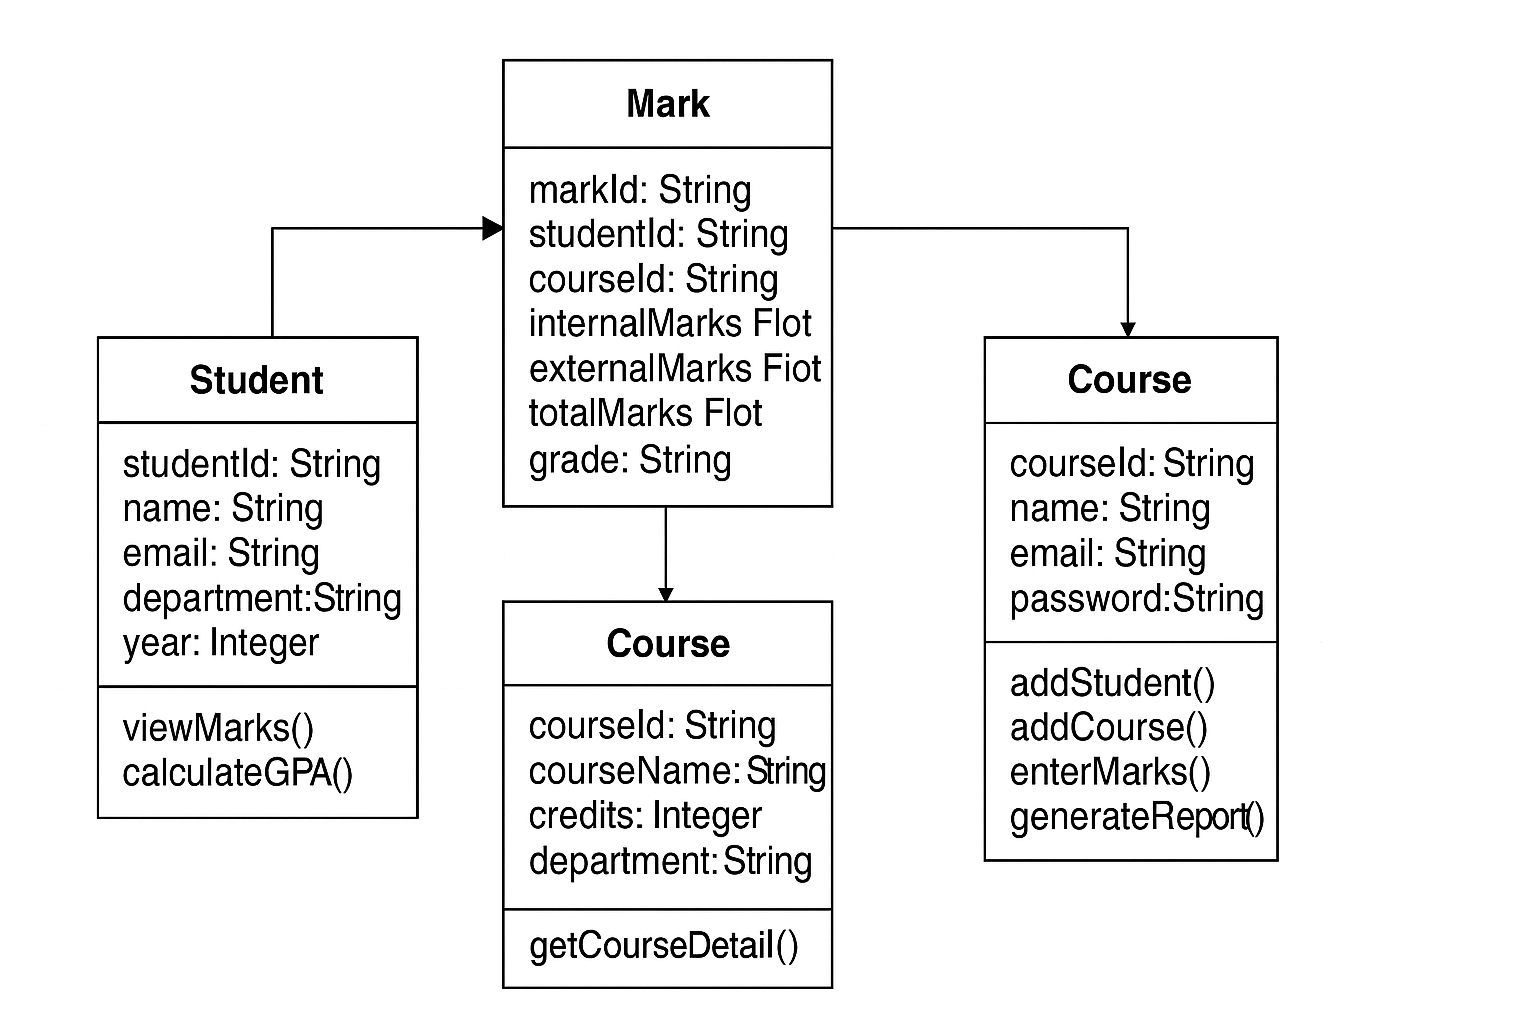 Mark
markId: String
studentId: String
courseId: String
internalMarks Flot
externalMarks Fiot
totalMarks Flot
grade: String
Student
studentId: String
name: String
email: String
department:String
year: Integer
viewMarks()
calculateGPA()
Course
courseId: String
courseName: String
credits: Integer
department: String
getCourseDetail()
Course
courseId: String
name: String
email: String
password:String
addStudent()
addCourse()
enterMarks()
generateReport()